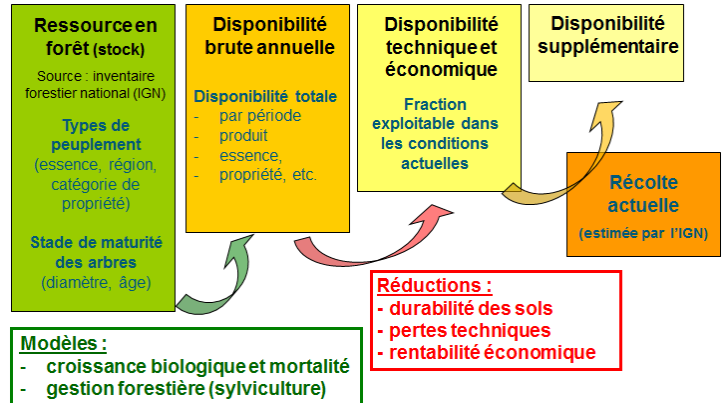 Ressource en
forêt (stock)
Source : inventaire
forestier national (IGN)
Types de
peuplement
(essence, région,
catégorie de
propriété)
Stade de maturité
des arbres
(diamètre, âge)
Disponibilité
brute annuelle
Disponibilité totale
- par période
- produit
- essence,
- propriété, etc.
Disponibilité
technique et
économique
Fraction
exploitable dans
les conditions
actuelles
Disponibilité
supplémentaire
Récolte
actuelle
(estimée par l'IGN)
Réductions :
- durabilité des sols
- pertes techniques
- rentabilité économique
Modèles :
- croissance biologique et mortalité
- gestion forestière (sylviculture)